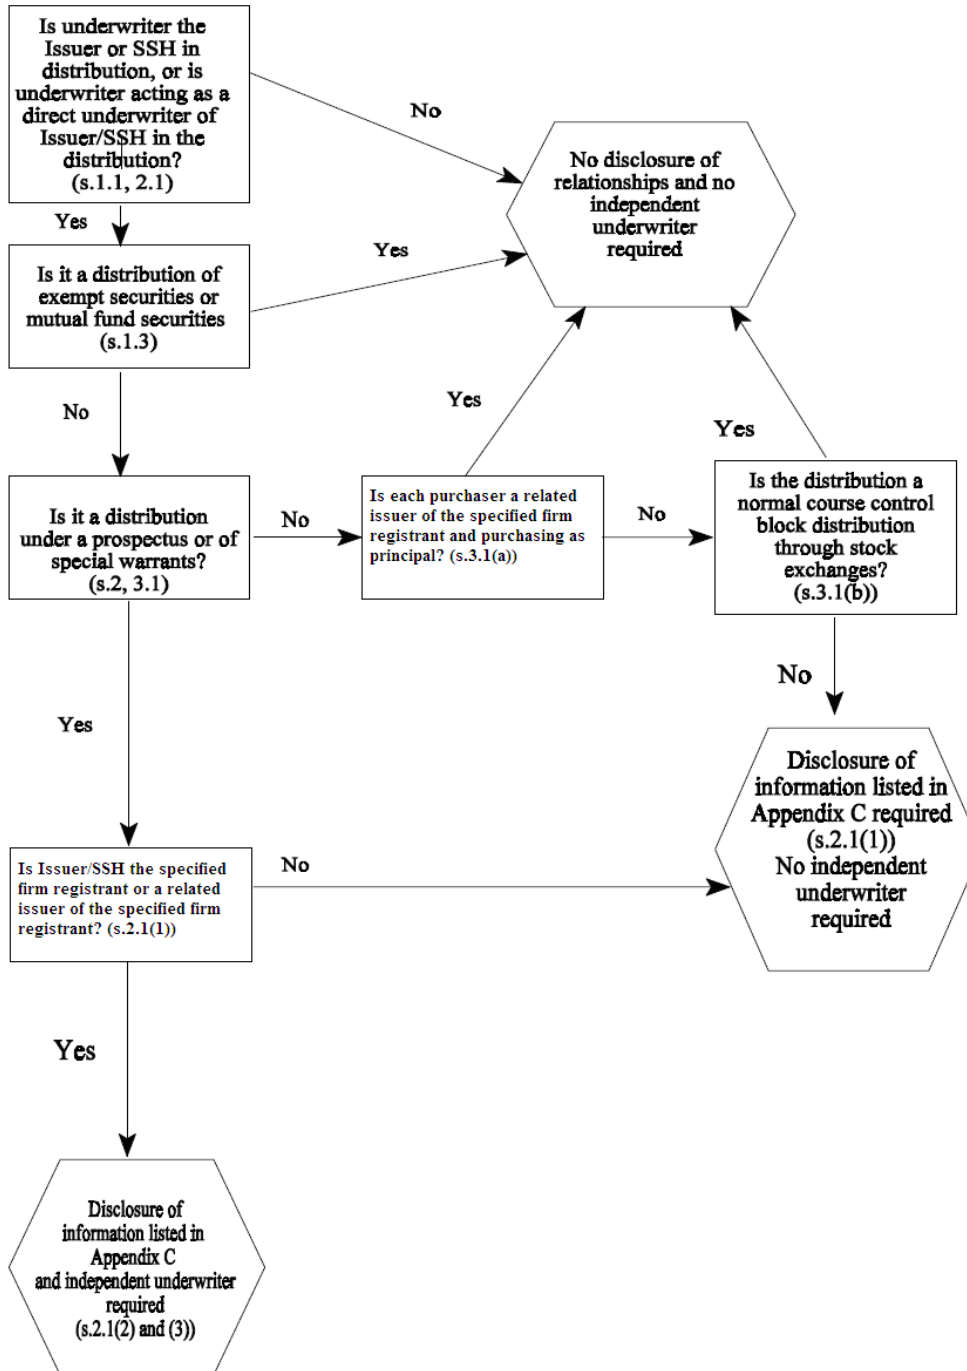 Is underwriter the
Issuer or SSH in
distribution, or is
underwriter acting as a
direct underwriter of
Issuer/SSH in the
distribution?
(s.1.1, 2.1)
No
No disclosure of
relationships and no
independent
underwriter
required
Yes
Yes
Is it a distribution of
exempt securities or
mutual fund securities
(s.1.3)
No
Yes
Yes
Is it a distribution
under a prospectus or of
special warrants?
(s.2, 3.1)
No
Is each purchaser a related
issuer of the specified firm
registrant and purchasing as
principal? (s.3.1(a))
No
Is the distribution a
normal course control
block distribution
through stock
exchanges?
(s.3.1(b))
No
Yes
Disclosure of
information listed in
Appendix C required
(s.2.1(1))
No independent
underwriter
required
Is Issuer/SSH the specified
firm registrant or a related
issuer of the specified firm
registrant? (s.2.1(1))
No
Yes
Disclosure of
information listed in
Appendix C
and independent underwriter
required
(s.2.1(2) and (3))